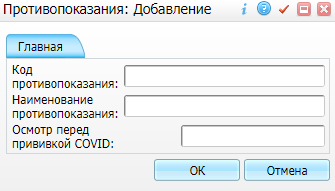 Противопоказания: Добавление
Главная
Код
противопоказания:
Наименование
противопоказания:
Осмотр перед
прививкой COVID:
ОК
Отмена